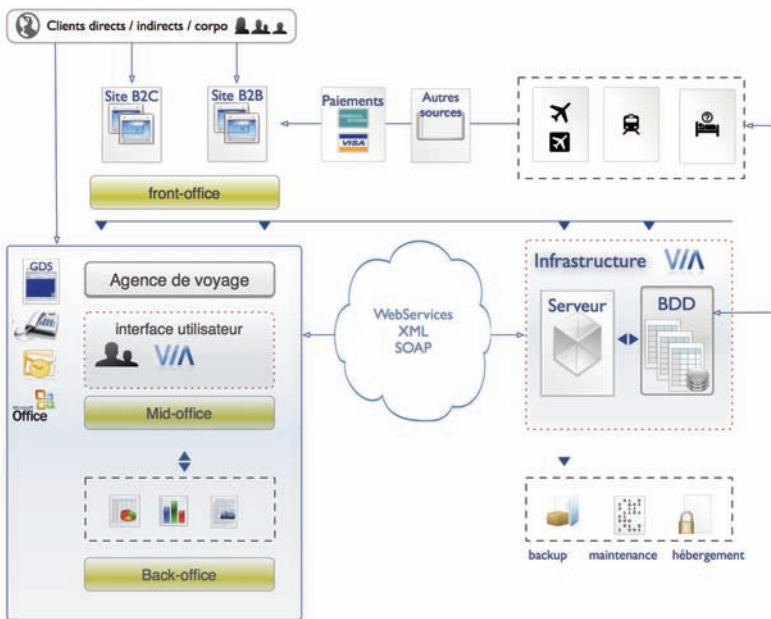 Clients directs / indirects / corpo
Site B2C
Site B2B
Paiements
VISA
Autres
sources
front-office
GDS
Agence de voyage
interface utilisateur
VIA
Microsoft
Office
Mid-office
Back-office
WebServices
XML
SOAP
Infrastructure VIA
Serveur
BDD
backup
maintenance
hébergement